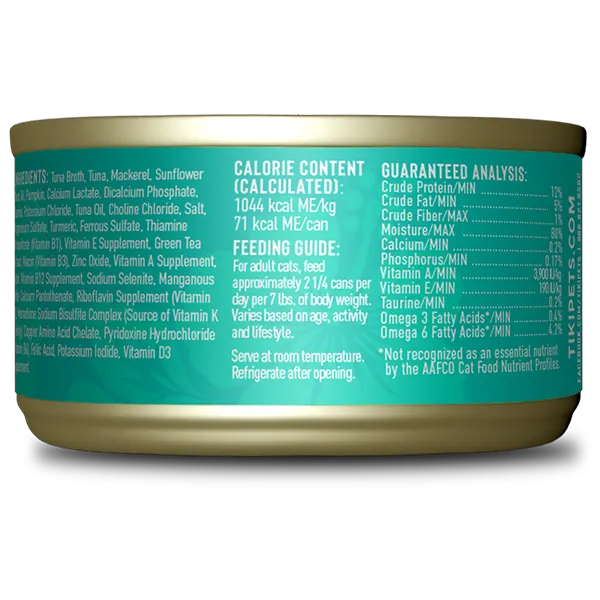 INGREDIENTS: Tuna Broth, Tuna, Mackerel, Sunflower
Pumpkin, Calcium Lactate, Dicalcium Phosphate,
Potassium Chloride, Tuna Oil, Choline Chloride, Salt,
Sulfate, Turmeric, Ferrous Sulfate, Thiamine
(Vitamin B1), Vitamin E Supplement, Green Tea
Niacin (Vitamin B3), Zinc Oxide, Vitamin A Supplement,
Vitamin B12 Supplement, Sodium Selenite, Manganous
Calcium Pantothenate, Riboflavin Supplement (Vitamin
Sodium Bisulfite Complex (Source of Vitamin K
Copper Amino Acid Chelate, Pyridoxine Hydrochloride
Folic Acid, Potassium Iodide, Vitamin D3
CALORIE CONTENT
(CALCULATED):
1044 kcal ME/kg
71 kcal ME/can
FEEDING GUIDE:
For adult cats, feed
approximately 2 1/4 cans per
day per 7 lbs. of body weight.
Varies based on age, activity
and lifestyle.
Serve at room temperature.
Refrigerate after opening.
GUARANTEED ANALYSIS:
Crude Protein/MIN 12%
Crude Fat/MIN 5%
Crude Fiber/MAX 1%
Moisture/MAX 80%
Calcium/MIN 0.2%
Phosphorus/MIN 0.17%
Vitamin A/MIN 3,900 IU/kg
Vitamin E/MIN 190 IU/kg
Taurine/MIN 0.2%
Omega 3 Fatty Acids*/MIN 0.4%
Omega 6 Fatty Acids*/MIN 4.2%
*Not recognized as an essential nutrient
by the AAFCO Cat Food Nutrient Profiles.
TIKIPETS.COM
FACEBOOK.COM/TIKIPETS